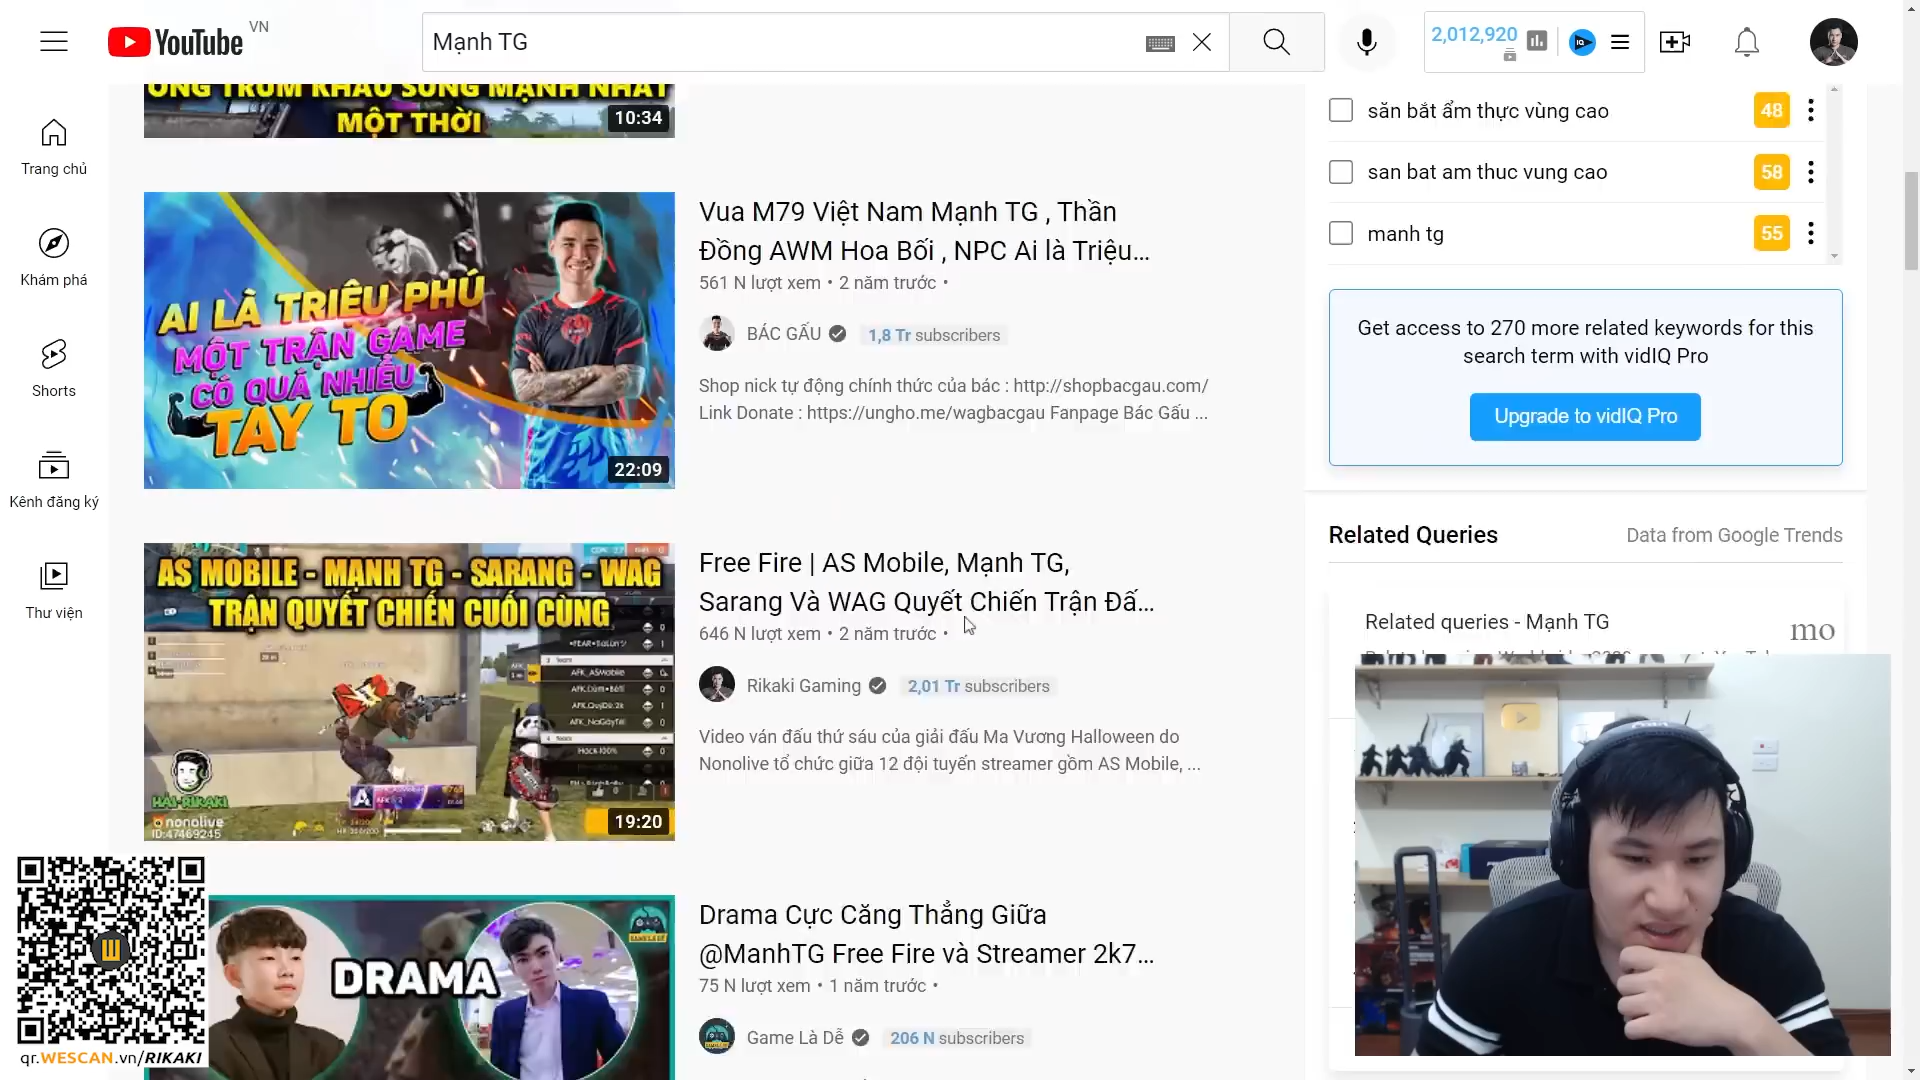 YouTube VN
Mạnh TG
2,012,920
Trang chủ
Khám phá
Shorts
Kênh đăng ký
Thư viện
ÔNG TRÙM KHẨU SÚNG MẠNH NHẤT
MỘT THỜI
10:34
AI LÀ TRIỆU PHÚ
MỘT TRẬN GAME
CÓ QUÁ NHIỀU
TAY TO
22:09
Vua M79 Việt Nam Mạnh TG , Thần
Đồng AWM Hoa Bối , NPC Ai là Triệu...
561 N lượt xem • 2 năm trước •
BÁC GẤU 1,8 Tr subscribers
Shop nick tự động chính thức của bác : http://shopbacgau.com/
Link Donate : https://ungho.me/wagbacgau Fanpage Bác Gấu ...
AS MOBILE - MẠNH TG - SARANG - WAG
TRẬN QUYẾT CHIẾN CUỐI CÙNG
HẢI-RIKAKI
nonolive
ID:47469245
19:20
Free Fire | AS Mobile, Mạnh TG,
Sarang Và WAG Quyết Chiến Trận Đấ...
646 N lượt xem • 2 năm trước •
Rikaki Gaming 2,01 Tr subscribers
Video ván đấu thứ sáu của giải đấu Ma Vương Halloween do
Nonolive tổ chức giữa 12 đội tuyển streamer gồm AS Mobile, ...
DRAMA
Drama Cực Căng Thẳng Giữa
@ManhTG Free Fire và Streamer 2k7...
75 N lượt xem • 1 năm trước •
Game Là Dễ 206 N subscribers
qr.WESCAN.vn/RIKAKI
săn bắt ẩm thực vùng cao 48
san bat am thuc vung cao 58
manh tg 55
Get access to 270 more related keywords for this
search term with vidIQ Pro
Upgrade to vidIQ Pro
Related Queries Data from Google Trends
Related queries - Mạnh TG
mo